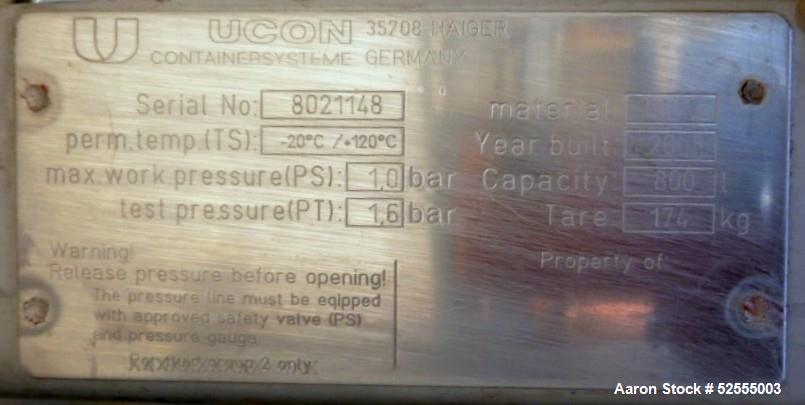 U UCON 35708 HAIGER
CONTAINERSYSTEME GERMANY
Serial No: 8021148
perm.temp.(TS): -20°C /+120°C
max.work.pressure(PS): 1,0 bar
test pressure(PT): 1,6 bar
material
Year built
Capacity: 800 l
Tare: 174 kg
Property of
Warning!
Release pressure before opening!
The pressure line must be eqipped
with approved safety valve (PS)
and pressure gauge
2 only
Aaron Stock # 52555003